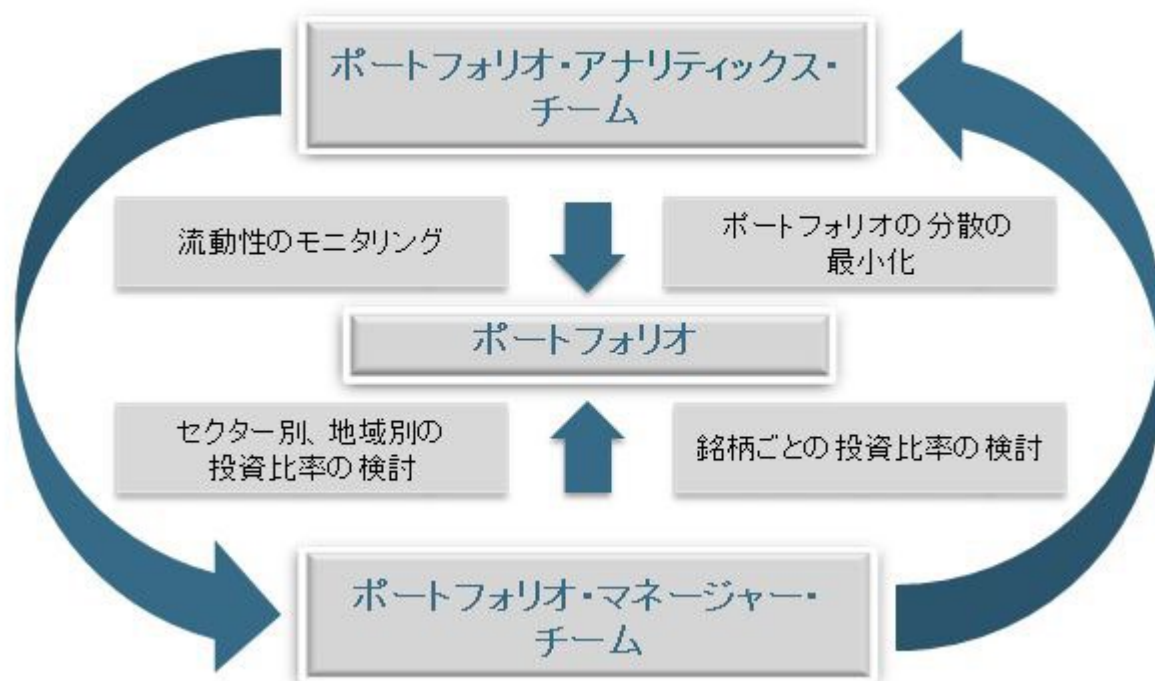 ポートフォリオ・アナリティックス・
チーム
流動性のモニタリング
ポートフォリオの分散の
最小化
ポートフォリオ
セクター別、地域別の
投資比率の検討
銘柄ごとの投資比率の検討
ポートフォリオ・マネージャー・
チーム